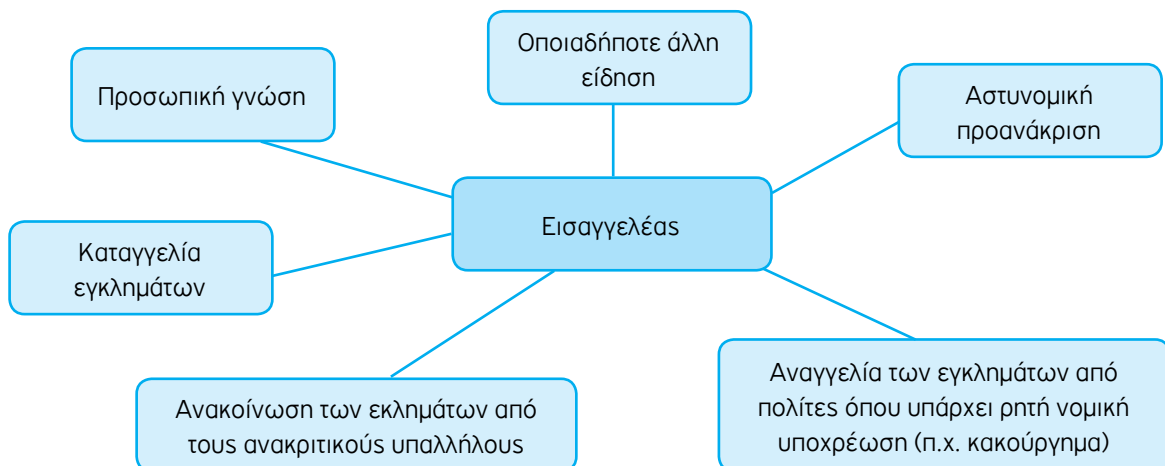 Οποιαδήποτε άλλη
είδηση
Προσωπική γνώση
Αστυνομική
προανάκριση
Εισαγγελέας
Καταγγελία
εγκλημάτων
Ανακοίνωση των εκλημάτων από
τους ανακριτικούς υπαλλήλους
Αναγγελία των εγκλημάτων από
πολίτες όπου υπάρχει ρητή νομική
υποχρέωση (π.χ. κακούργημα)